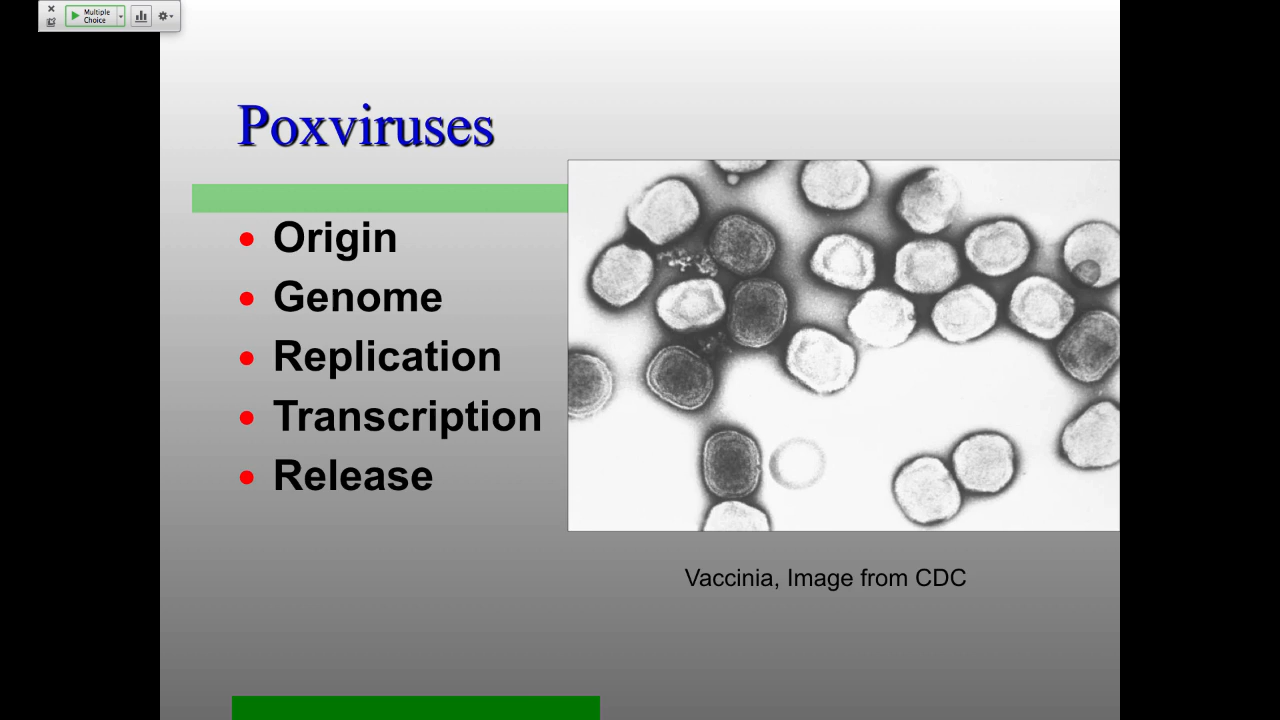 Multiple
Choice
Poxviruses
Origin
Genome
Replication
Transcription
Release
Vaccinia, Image from CDC